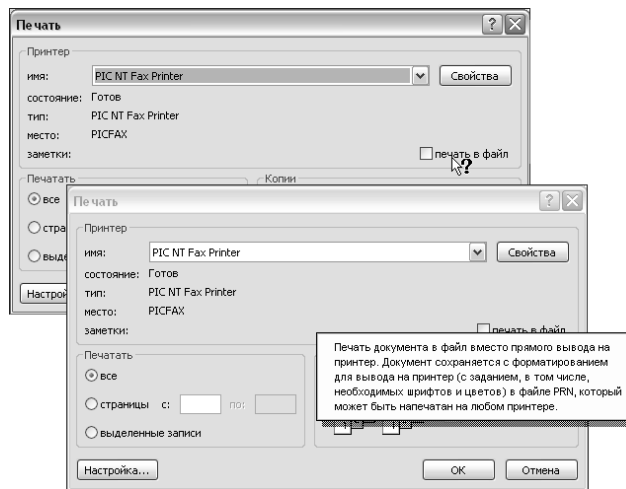 Печать
Принтер
имя: PIC NT Fax Printer Свойства
состояние: Готов
тип: PIC NT Fax Printer
место: PICFAX
заметки: печать в файл
Печатать Копии
все
стра
выде
Настрой
Печать
Принтер
имя: PIC NT Fax Printer Свойства
состояние: Готов
тип: PIC NT Fax Printer
место: PICFAX
заметки: печать в файл
Печать документа в файл вместо прямого вывода на
принтер. Документ сохраняется с форматированием
для вывода на принтер (с заданием, в том числе,
необходимых шрифтов и цветов) в файле PRN, который
может быть напечатан на любом принтере.
Печатать
все
страницы с: по:
выделенные записи
Настройка... ОК Отмена